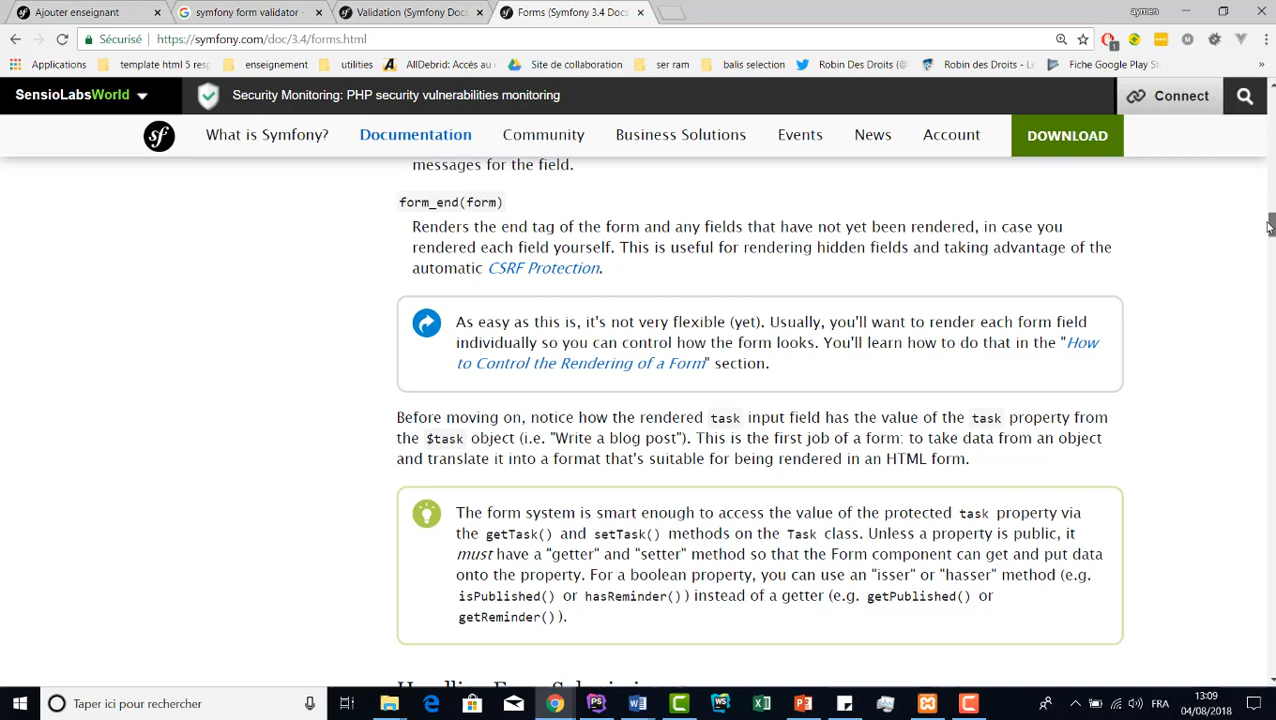 Ajouter enseignant
symfony form validator
Validation (Symfony Doc
Forms (Symfony 3.4 Docs
aymen
Sécurisé
https://symfony.com/doc/3.4/forms.html
Applications
template html 5 resp
enseignement
utilities
AllDebrid: Accès au c
Site de collaboration
ser ram
balis selection
Robin Des Droits (@
Robin des Droits - Le
Fiche Google Play St
»
SensioLabsWorld
Security Monitoring: PHP security vulnerabilities monitoring
Connect
sf
What is Symfony?
Documentation
Community
Business Solutions
Events
News
Account
DOWNLOAD
messages for the field.
form_end(form)
Renders the end tag of the form and any fields that have not yet been rendered, in case you
rendered each field yourself. This is useful for rendering hidden fields and taking advantage of the
automatic CSRF Protection.
As easy as this is, it's not very flexible (yet). Usually, you'll want to render each form field
individually so you can control how the form looks. You'll learn how to do that in the "How
to Control the Rendering of a Form" section.
Before moving on, notice how the rendered task input field has the value of the task property from
the $task object (i.e. "Write a blog post"). This is the first job of a form: to take data from an object
and translate it into a format that's suitable for being rendered in an HTML form.
The form system is smart enough to access the value of the protected task property via
the getTask() and setTask() methods on the Task class. Unless a property is public, it
must have a "getter" and "setter" method so that the Form component can get and put data
onto the property. For a boolean property, you can use an "isser" or "hasser" method (e.g.
isPublished() or hasReminder()) instead of a getter (e.g. getPublished() or
getReminder()).
Handling Form Submissions
Taper ici pour rechercher
FRA
13:09
04/08/2018